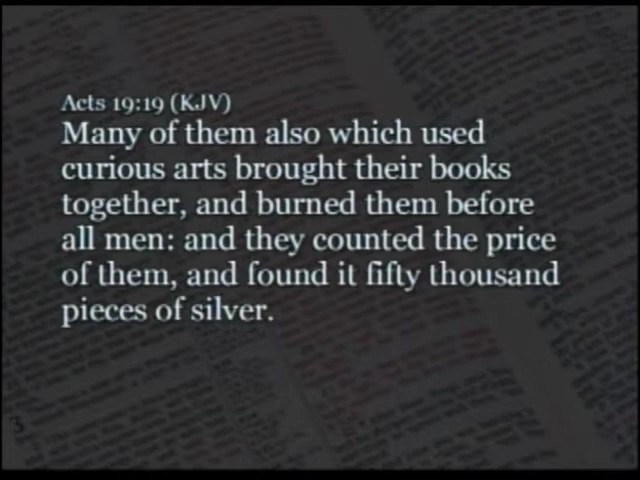 Acts 19:19 (KJV)
Many of them also which used
curious arts brought their books
together, and burned them before
all men: and they counted the price
of them, and found it fifty thousand
pieces of silver.